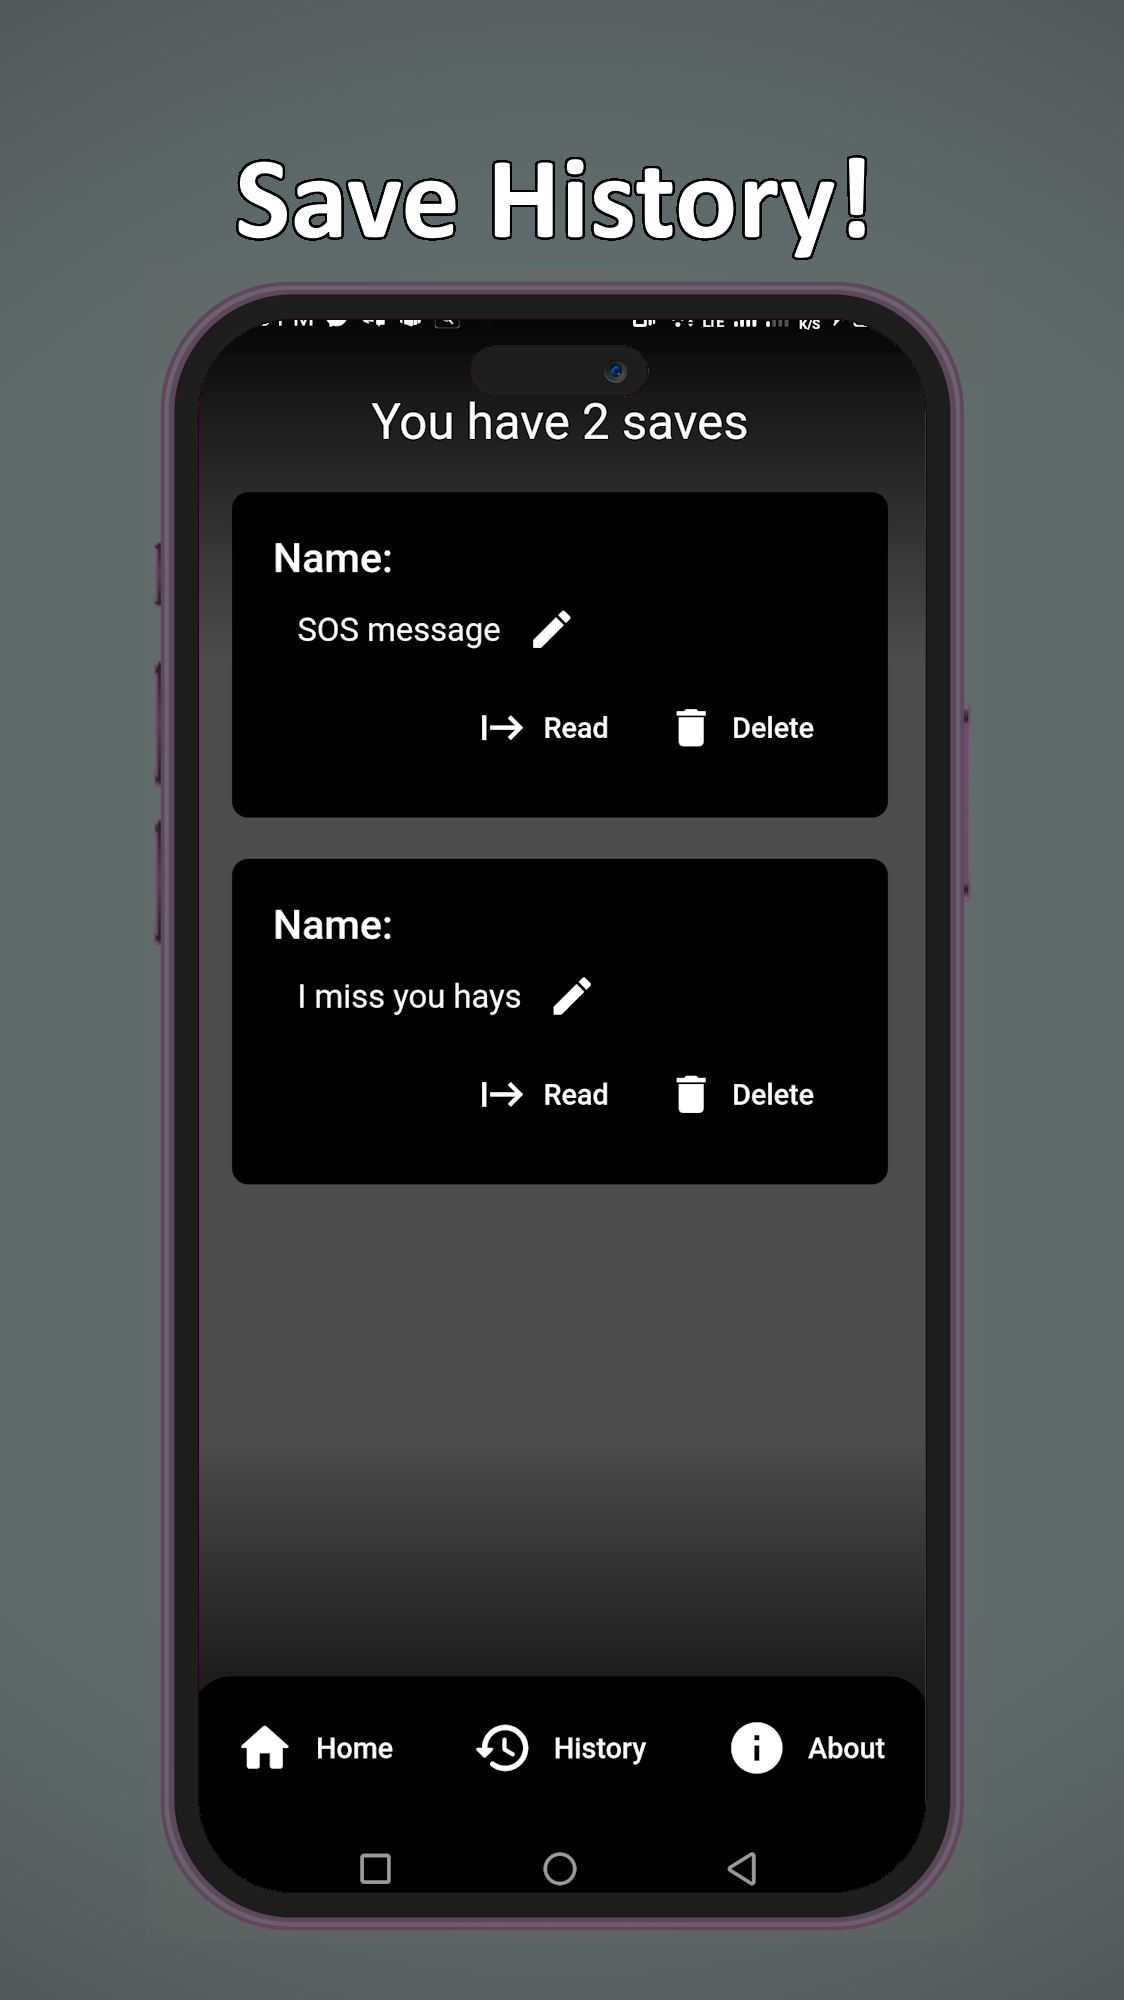 Save History!
LTE K/S
You have 2 saves
Name:
SOS message
Read Delete
Name:
I miss you hays
Read Delete
Home History About